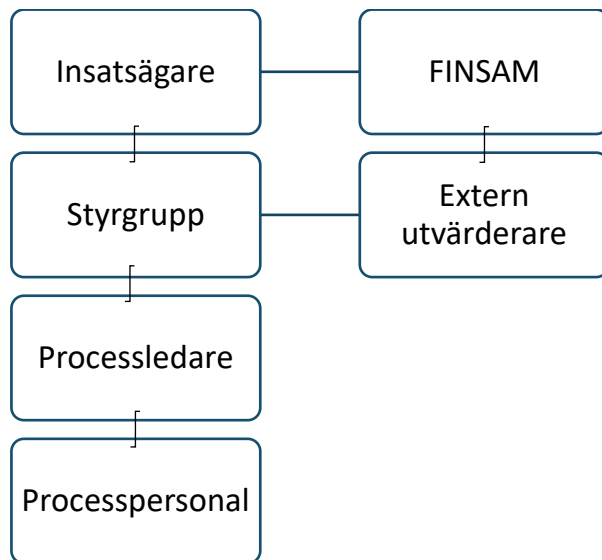 Insatsägare
FINSAM
Styrgrupp
Extern
utvärderare
Processledare
Processpersonal